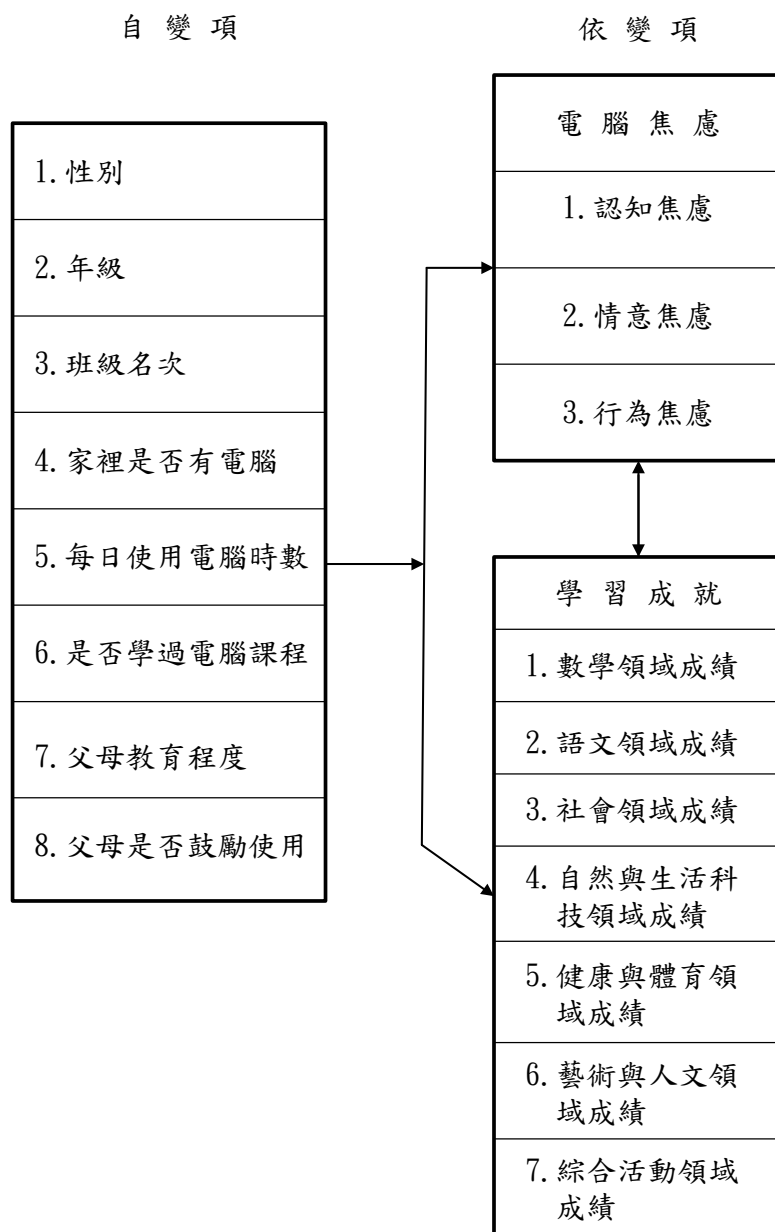 自變項
依變項
1.性別
2.年級
3.班級名次
4.家裡是否有電腦
5.每日使用電腦時數
6.是否學過電腦課程
7.父母教育程度
8.父母是否鼓勵使用
電腦焦慮
1.認知焦慮
2.情意焦慮
3.行為焦慮
學習成就
1.數學領域成績
2.語文領域成績
3.社會領域成績
4.自然與生活科
技領域成績
5.健康與體育領
域成績
6.藝術與人文領
域成績
7.綜合活動領域
成績